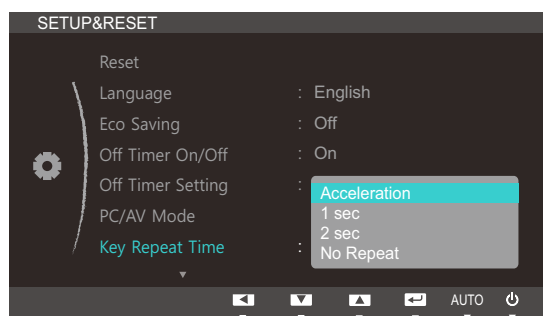 SETUP&RESET
Reset
Language : English
Eco Saving : Off
Off Timer On/Off : On
Off Timer Setting :
PC/AV Mode
Key Repeat Time :
Acceleration
1 sec
2 sec
No Repeat
AUTO